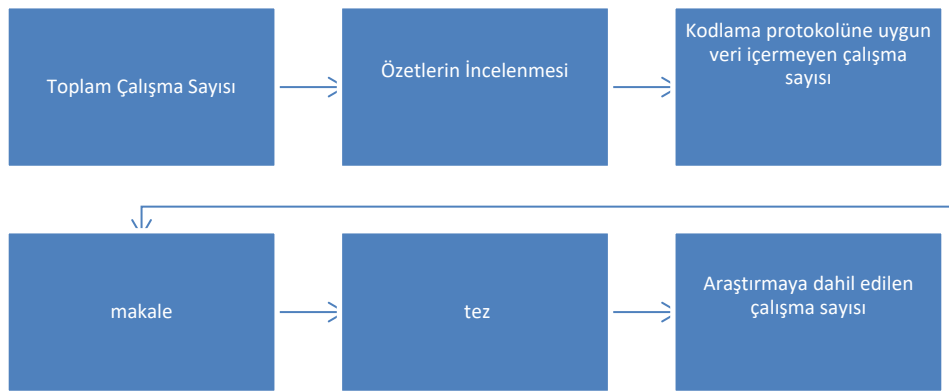 Toplam Çalışma Sayısı
Özetlerin İncelenmesi
Kodlama protokolüne uygun
veri içermeyen çalışma
sayısı
makale
tez
Araştırmaya dahil edilen
çalışma sayısı